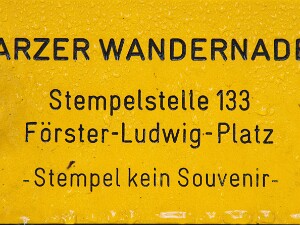 ARZER WANDERNADE
Stempelstelle 133
Förster-Ludwig-Platz
-Stempel kein Souvenir-